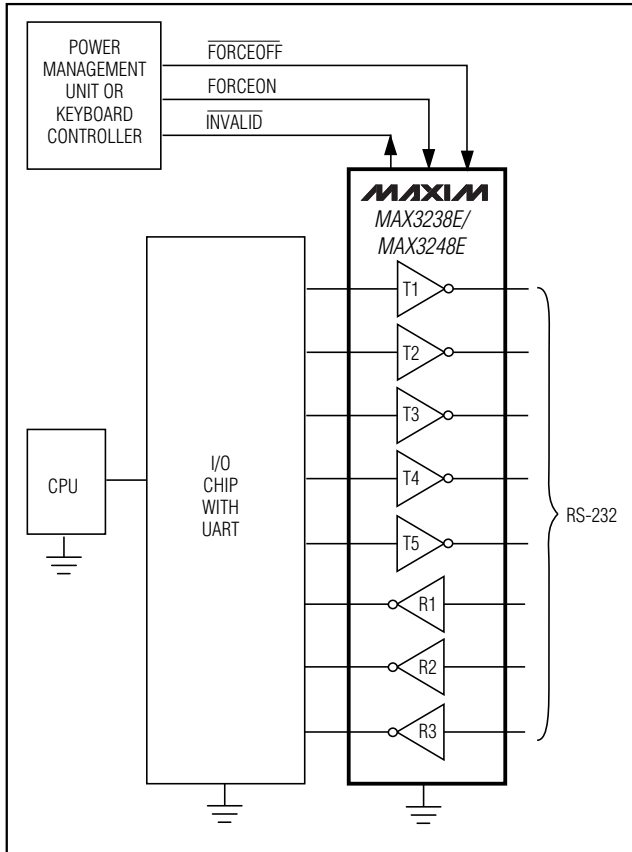 POWER
MANAGEMENT
UNIT OR
KEYBOARD
CONTROLLER
FORCEOFF
FORCEON
INVALID
MAXIM
MAX3238E/
MAX3248E
T1
T2
T3
T4
T5
R1
R2
R3
CPU
I/O
CHIP
WITH
UART
RS-232